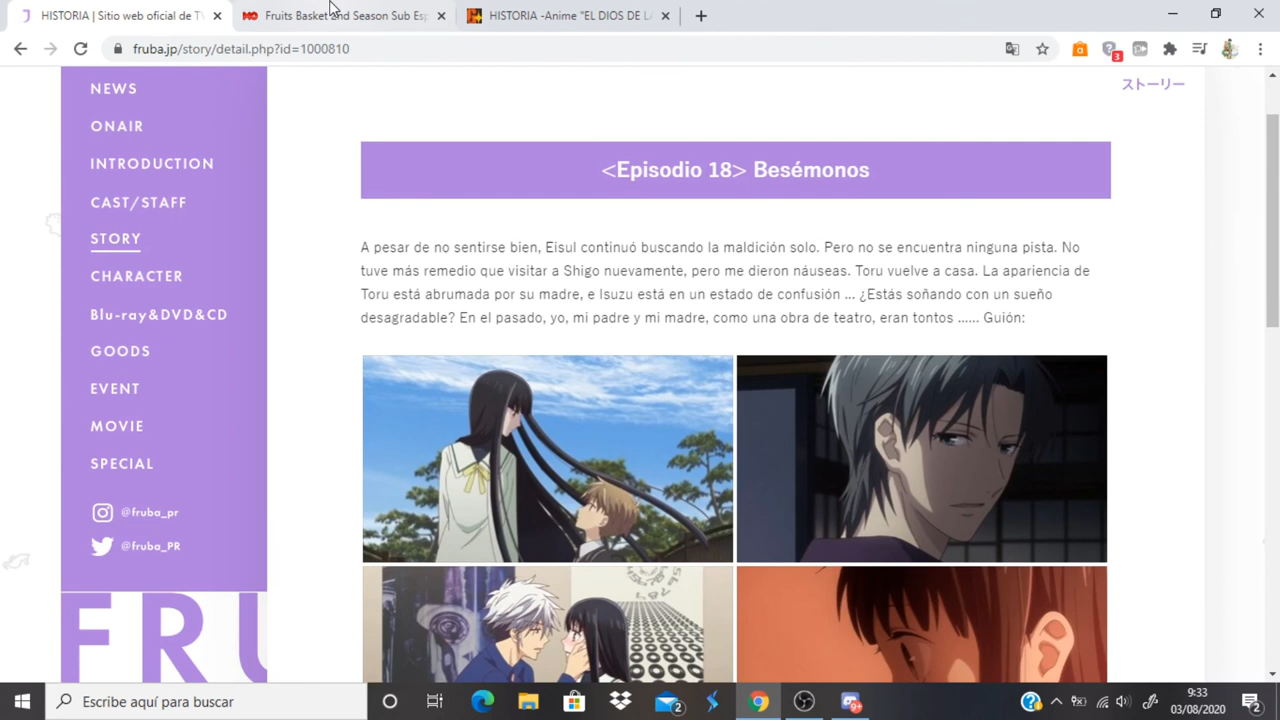 HISTORIA | Sitio web oficial de TV
Fruits Basket 2nd Season Sub Esp
HISTORIA -Anime "EL DIOS DE LA
fruba.jp/story/detail.php?id=1000810
3
NEWS
ONAIR
INTRODUCTION
CAST/STAFF
STORY
CHARACTER
Blu-ray&DVD&CD
GOODS
EVENT
MOVIE
SPECIAL
@fruba_pr
@fruba_PR
FRU
ストーリー
<Episodio 18> Besémonos
A pesar de no sentirse bien, Eisul continuó buscando la maldición solo. Pero no se encuentra ninguna pista. No
tuve más remedio que visitar a Shigo nuevamente, pero me dieron náuseas. Toru vuelve a casa. La apariencia de
Toru está abrumada por su madre, e Isuzu está en un estado de confusión ... ¿Estás soñando con un sueño
desagradable? En el pasado, yo, mi padre y mi madre, como una obra de teatro, eran tontos ...... Guión:
Escribe aquí para buscar
2
9:33
03/08/2020
2